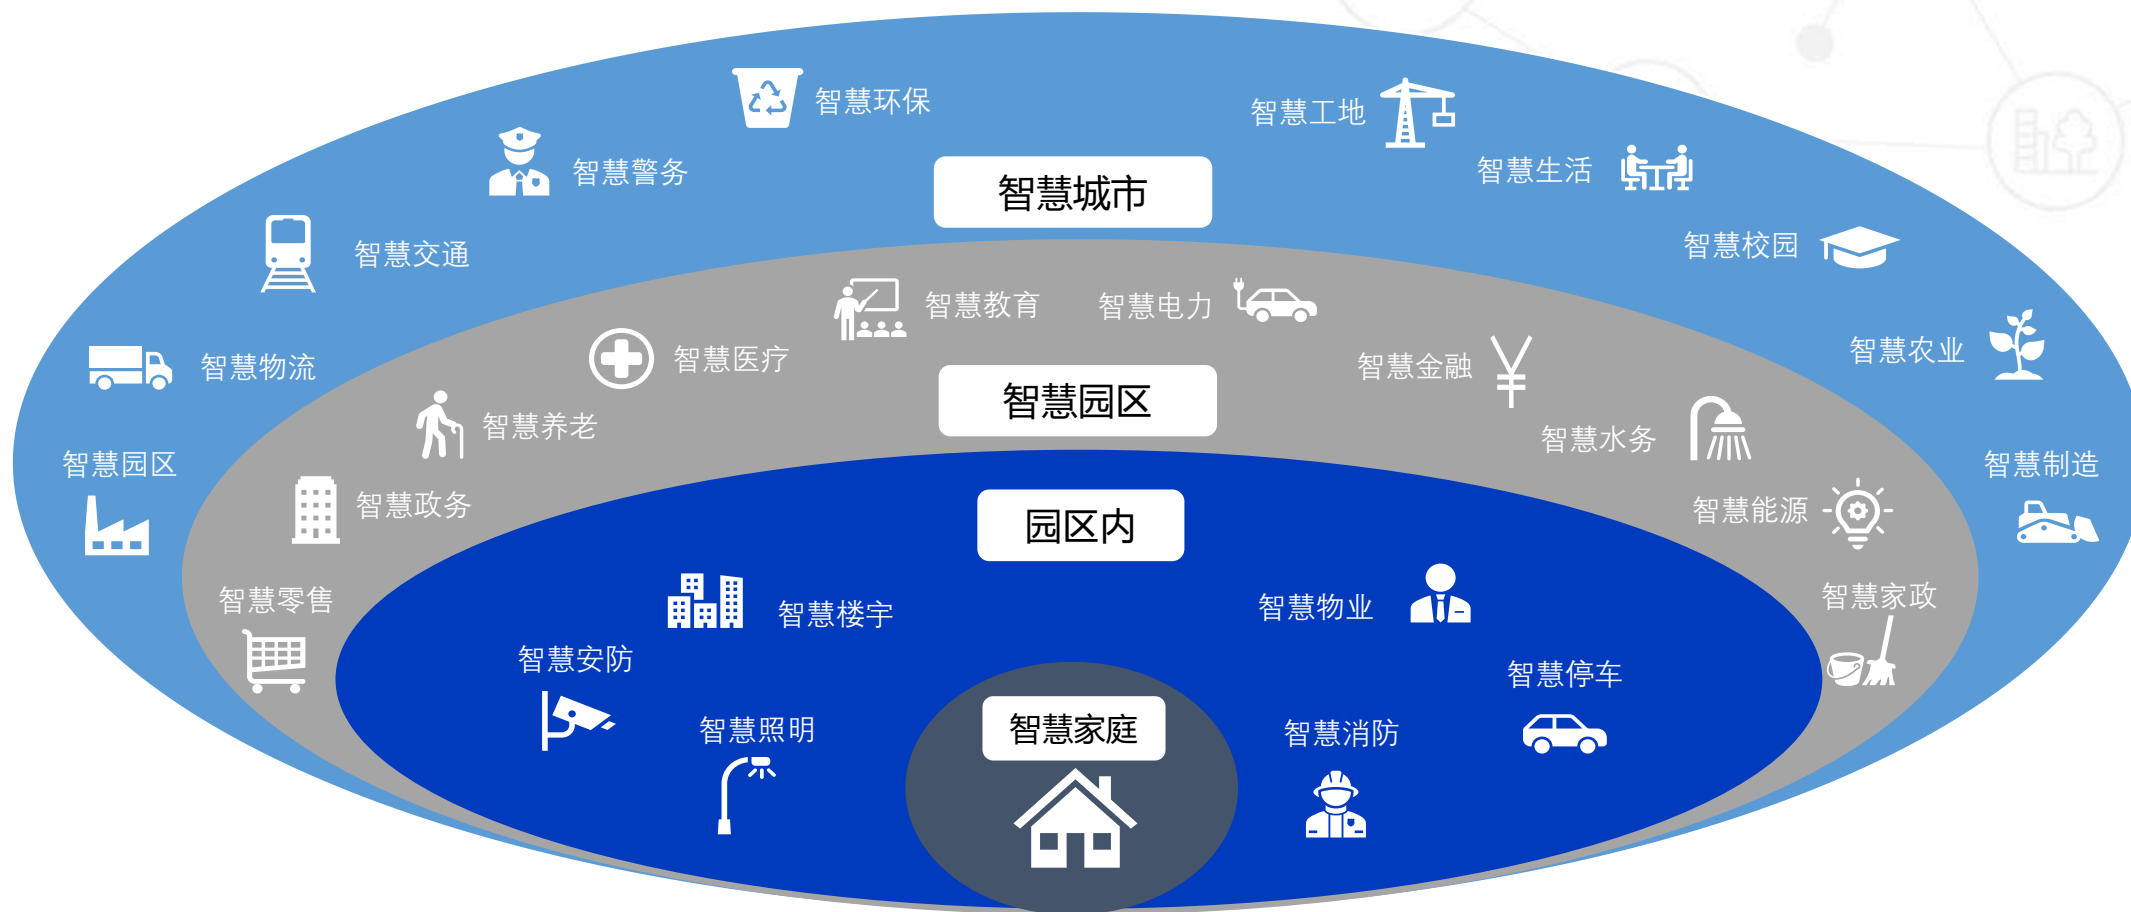 智慧环保
智慧工地
智慧警务
智慧生活
智慧城市
智慧交通
智慧校园
智慧教育
智慧电力
智慧物流
智慧医疗
智慧金融
智慧农业
智慧园区
智慧养老
智慧水务
智慧园区
智慧制造
智慧政务
智慧能源
园区内
智慧零售
智慧家政
智慧楼宇
智慧物业
智慧安防
智慧停车
智慧照明
智慧家庭
智慧消防